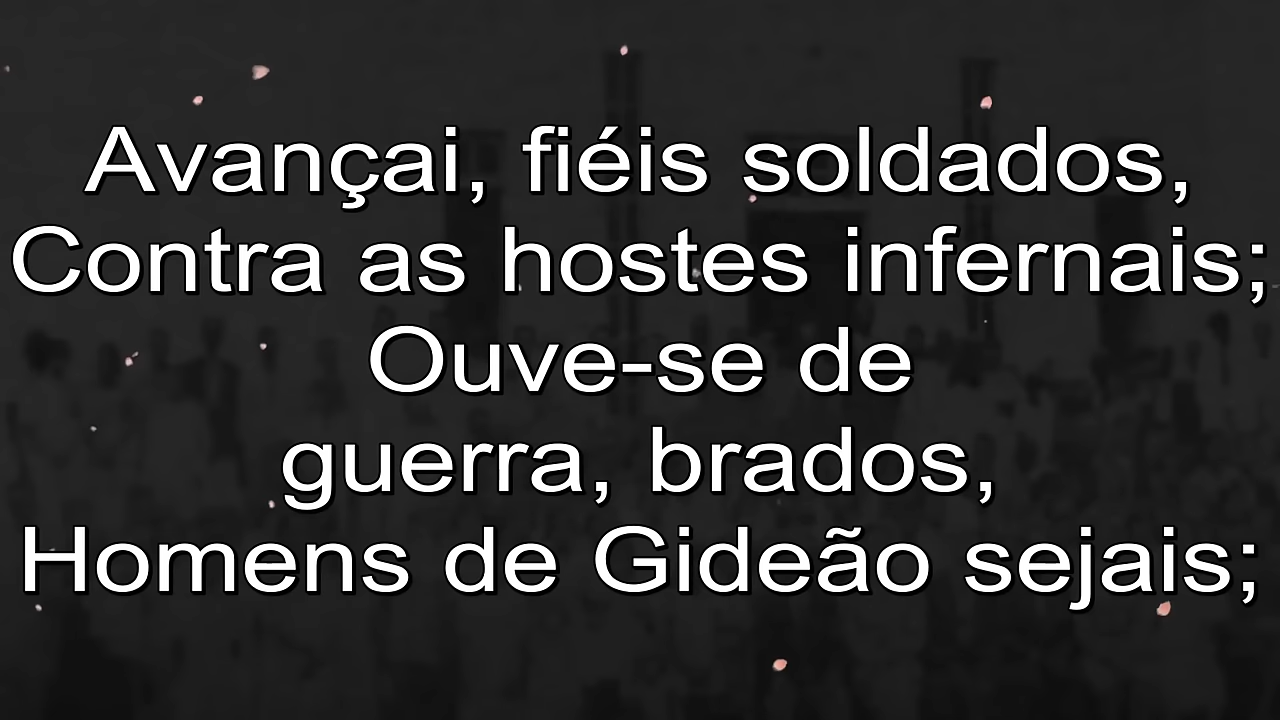 Avançai, fiéis soldados,
Contra as hostes infernais;
Ouve-se de
guerra, brados,
Homens de Gideão sejais;